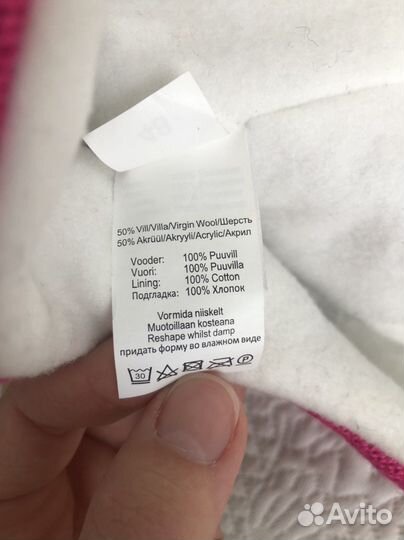 50% Vill/Villa/Virgin Wool/Шерсть
50% Akrüül/Akryyli/Acrylic/Акрил
Vooder: 100% Puuvill
Vuori: 100% Puuvilla
Lining: 100% Cotton
Подгладка: 100% Хлопок
Vormida niiskelt
Muotoillaan kosteana
Reshape whilst damp
придать форму во влажном виде
30 P
Avito